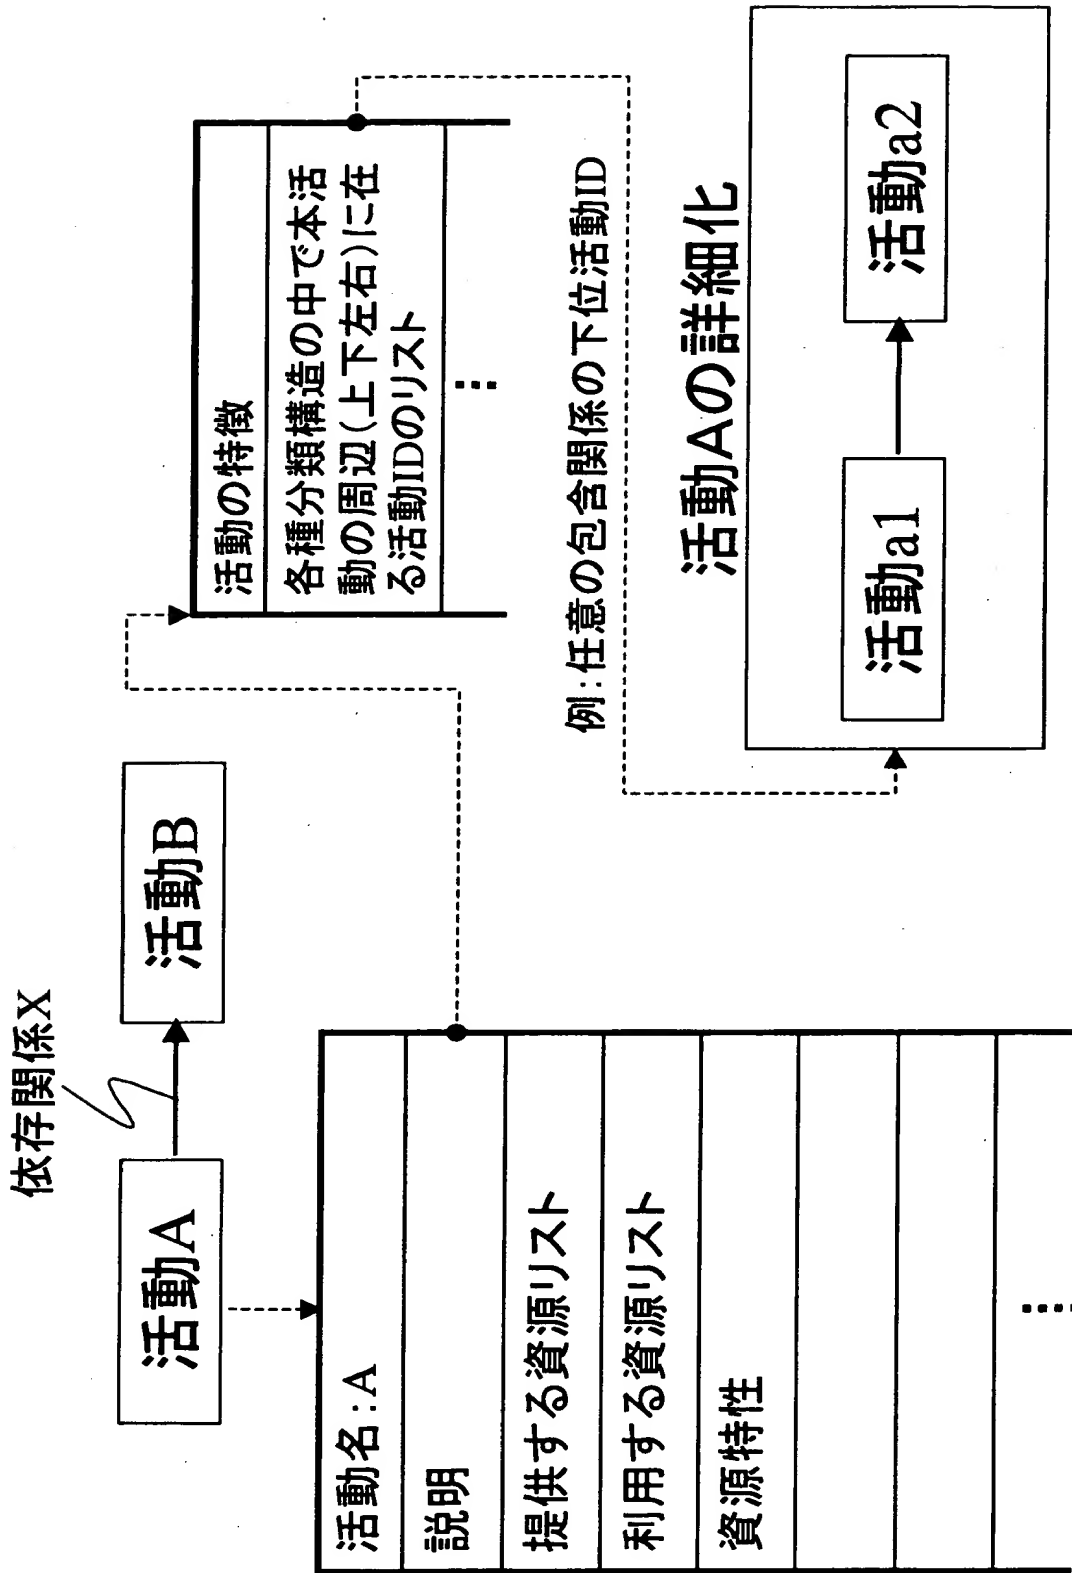 依存関係X
活動A
活動B
活動名:A
説明
提供する資源リスト
利用する資源リスト
資源特性
⋮
活動の特徴
各種分類構造の中で本活
動の周辺(上下左右)に在
る活動IDのリスト
⋮
例:任意の包含関係の下位活動ID
活動Aの詳細化
活動a1
活動a2